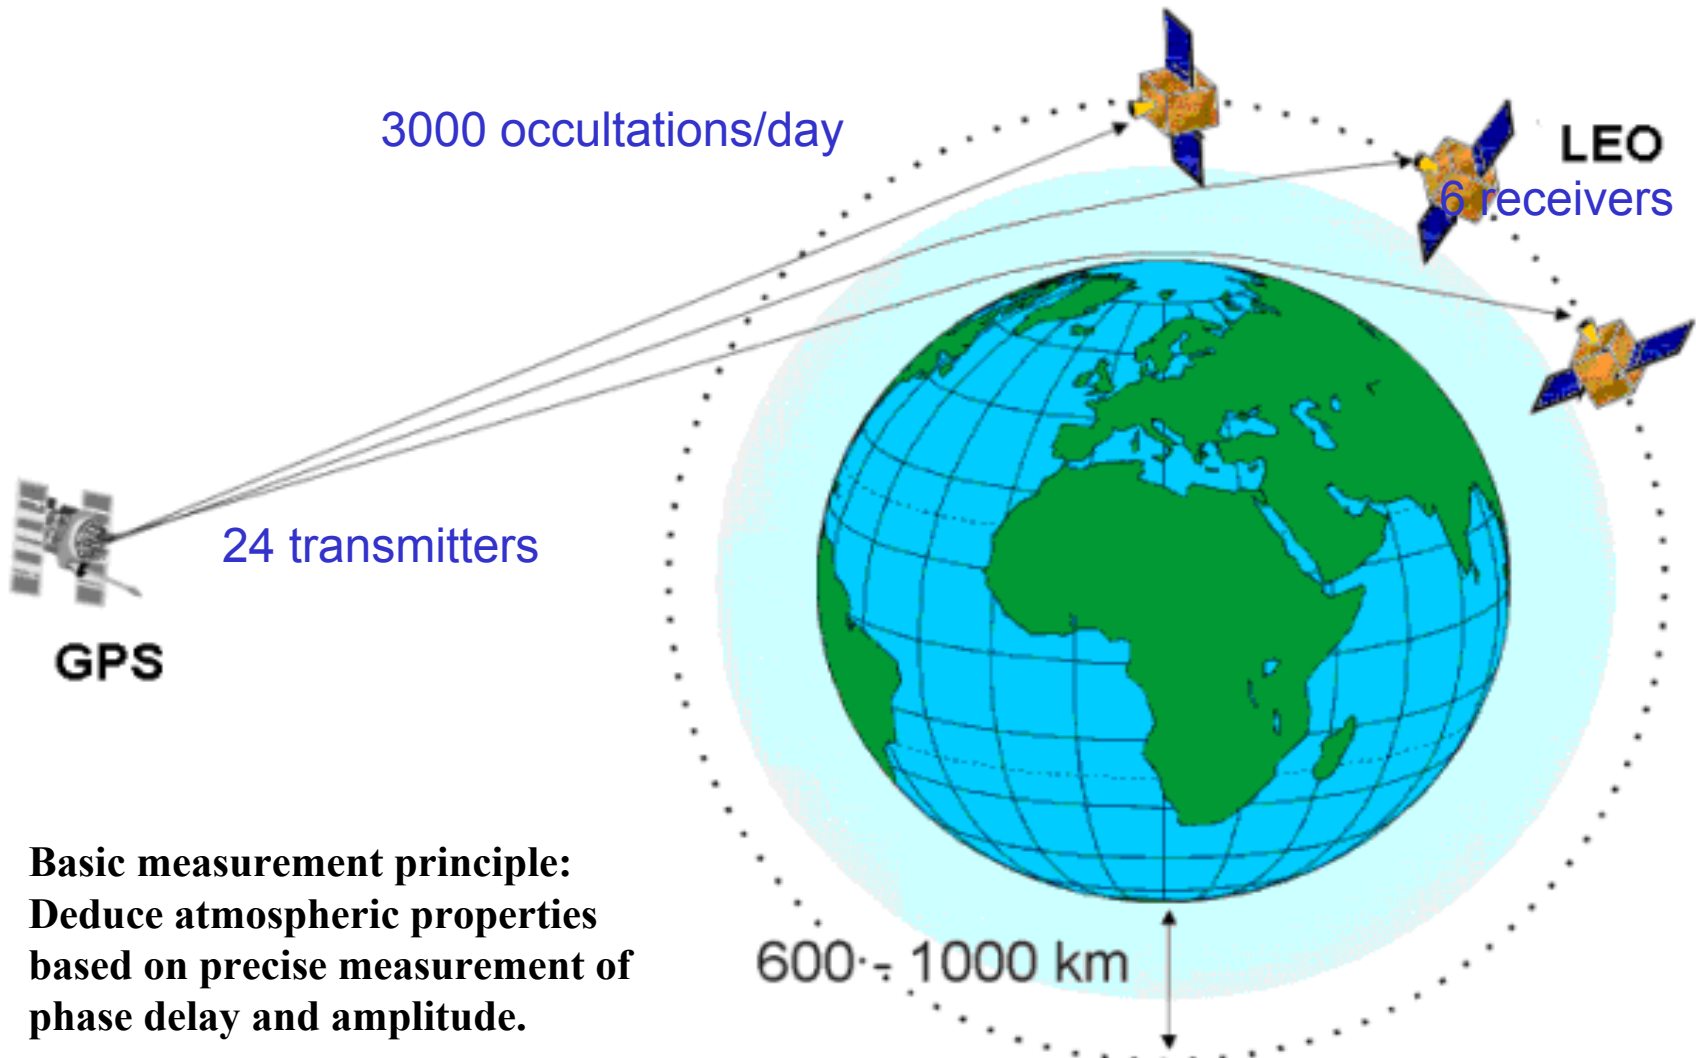 3000 occultations/day
LEO
6 receivers
24 transmitters
GPS
Basic measurement principle:
Deduce atmospheric properties
based on precise measurement of
phase delay and amplitude.
600 - 1000 km